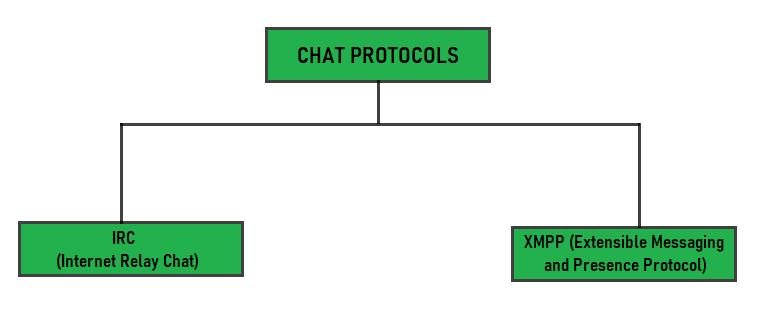 CHAT PROTOCOLS
IRC
(Internet Relay Chat)
XMPP (Extensible Messaging
and Presence Protocol)